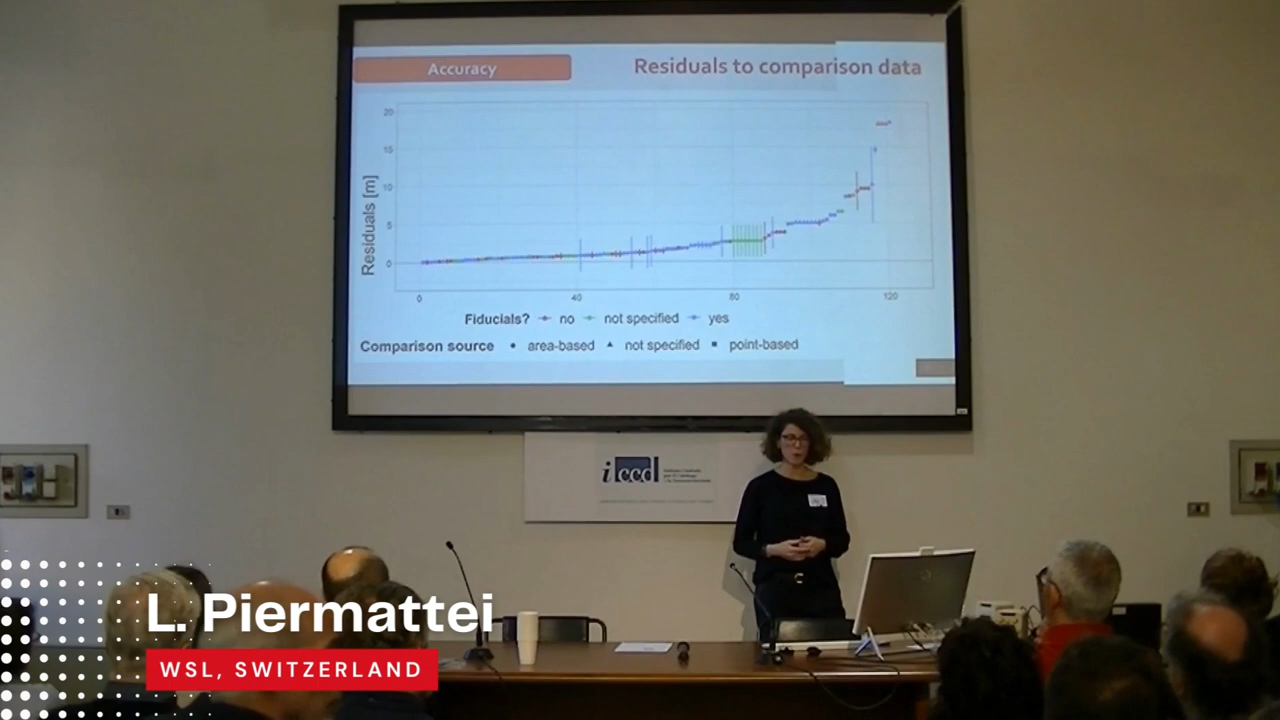 Accuracy
Residuals to comparison data
20
15
10
5
0
Residuals [m]
0 40 80 120
Fiducials? no not specified yes
Comparison source area-based not specified point-based
iccd
L. Piermattei
WSL, SWITZERLAND